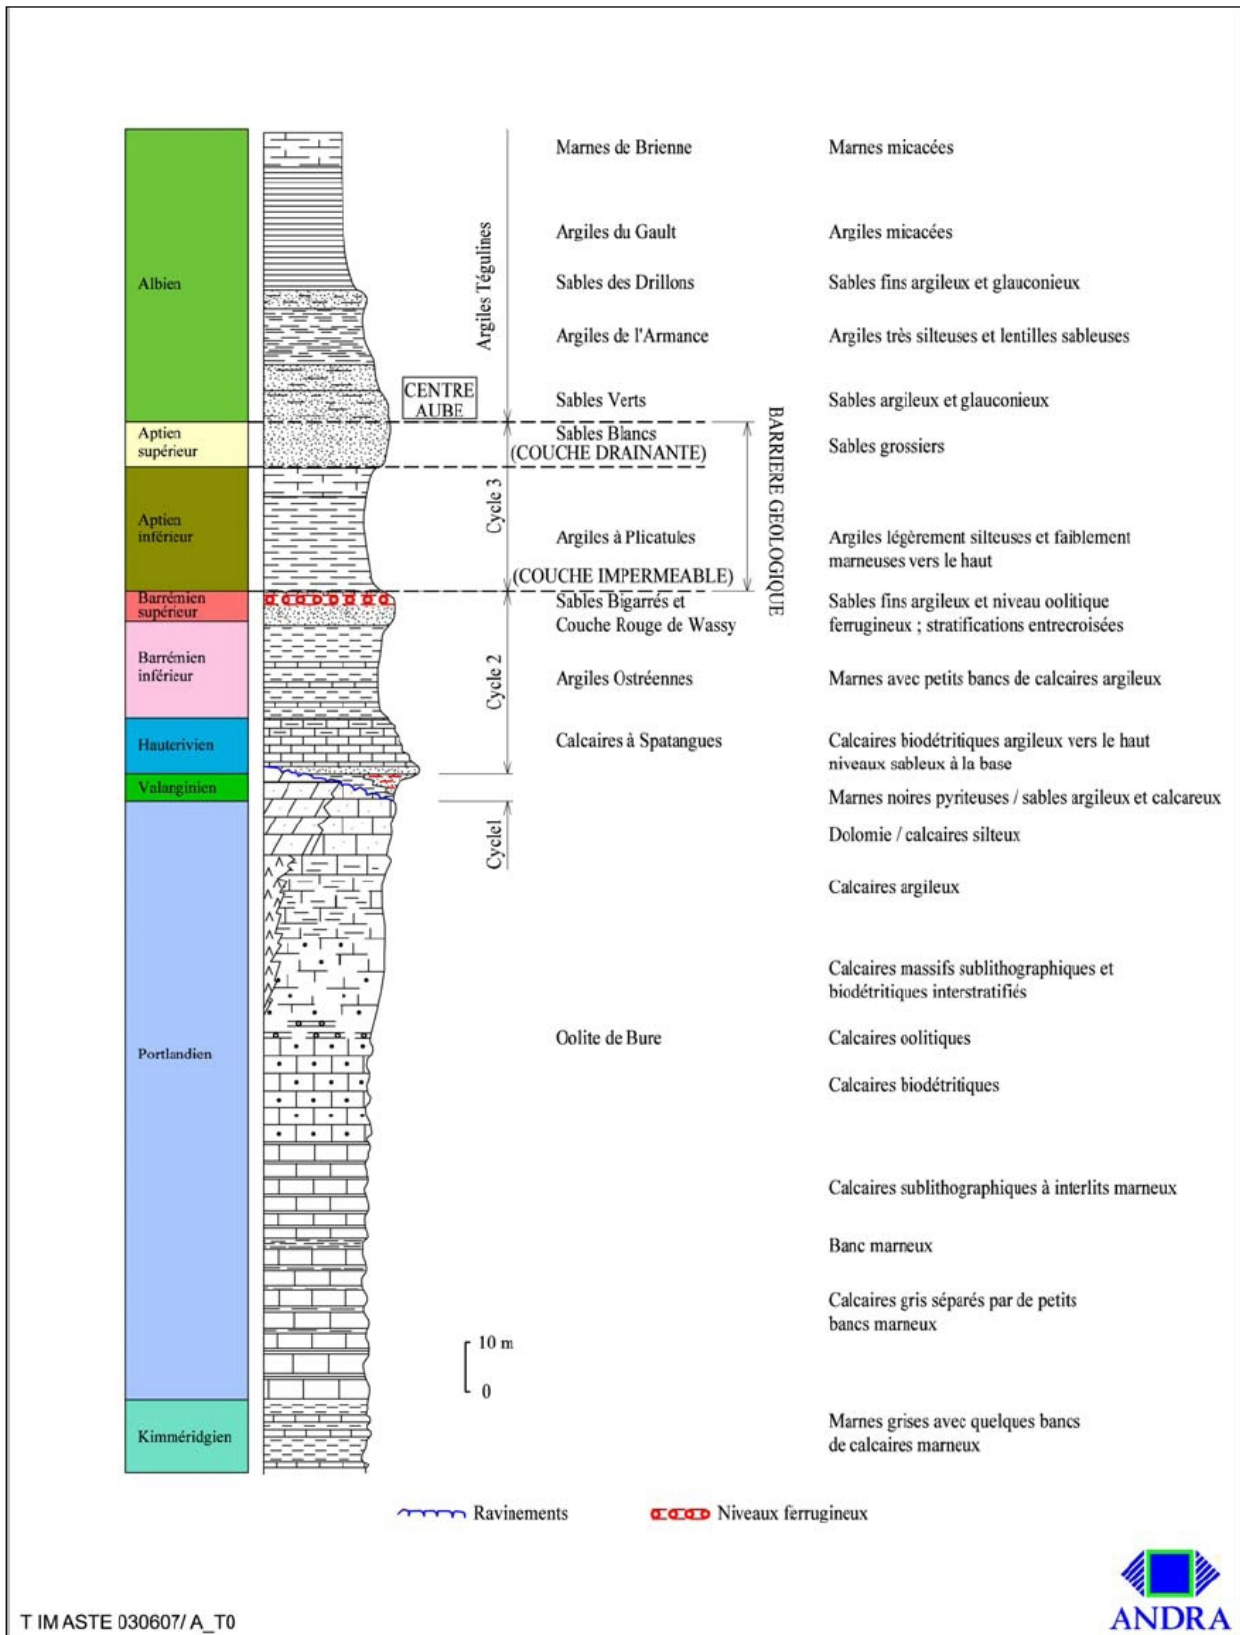 Marnes de Brienne Marnes micacées
Argiles du Gault Argiles micacées
Albien Sables des Drillons Sables fins argileux et glauconieux
Argiles Tégulines
Argiles de l'Armance Argiles très silteuses et lentilles sableuses
CENTRE
AUBE
Sables Verts Sables argileux et glauconieux
Aptien
supérieur
Sables Blancs
(COUCHE DRAINANTE)
Sables grossiers
BARRIERE GEOLOGIQUE
Cycle 3
Aptien
inférieur
Argiles à Plicatules
Argiles légèrement silteuses et faiblement
marneuses vers le haut
(COUCHE IMPERMEABLE)
Barrémien
supérieur
Sables Bigarrés et
Couche Rouge de Wassy
Sables fins argileux et niveau oolitique
ferrugineux ; stratifications entrecroisées
Cycle 2
Barrémien
inférieur
Argiles Ostréennes Marnes avec petits bancs de calcaires argileux
Hauterivien Calcaires à Spatangues
Calcaires biodétritiques argileux vers le haut
niveaux sableux à la base
Valanginien Marnes noires pyriteuses / sables argileux et calcareux
Cycle1
Dolomie / calcaires silteux
Calcaires argileux
Calcaires massifs sublithographiques et
biodétritiques interstratifiés
Portlandien Oolite de Bure Calcaires oolitiques
Calcaires biodétritiques
Calcaires sublithographiques à interlits marneux
Banc marneux
Calcaires gris séparés par de petits
bancs marneux
10 m
0
Kimméridgien
Marnes grises avec quelques bancs
de calcaires marneux
Ravinements Niveaux ferrugineux
T IM ASTE 030607/ A_T0
ANDRA